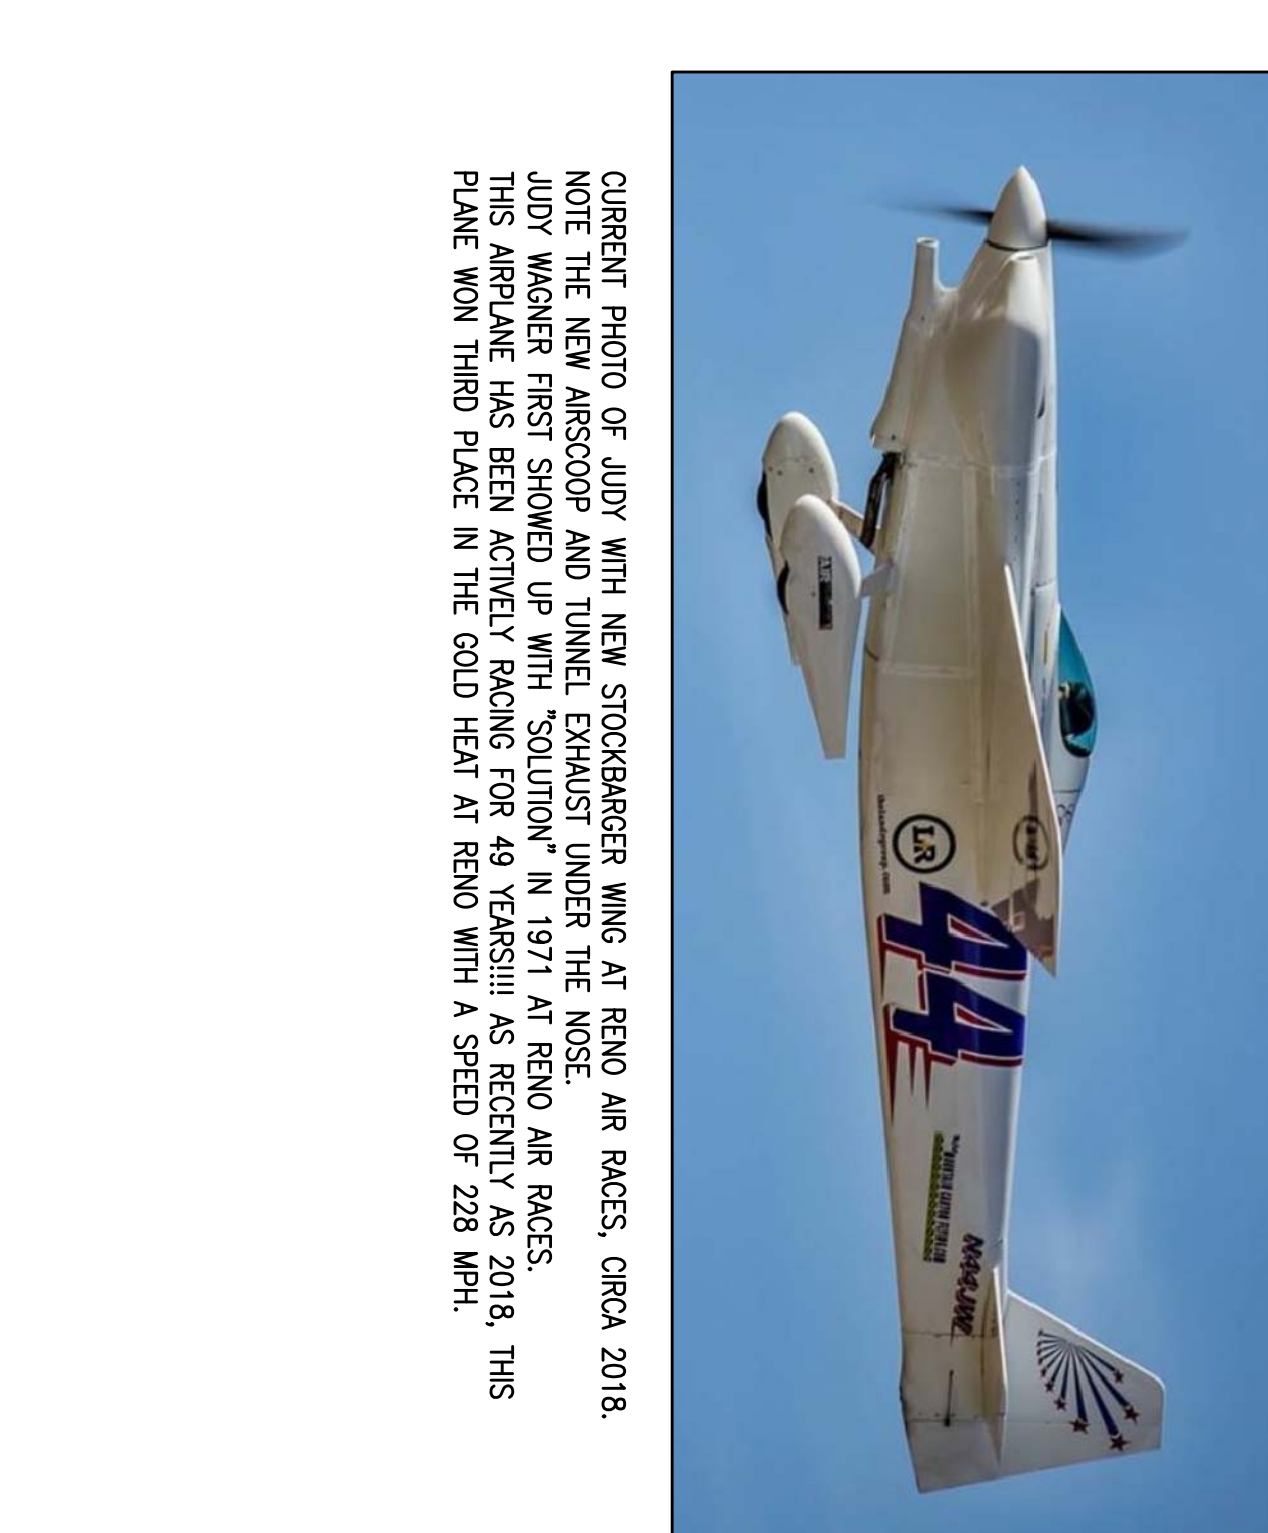 CURRENT PHOTO OF JUDY WITH NEW STOCKBARGER WING AT RENO AIR RACES, CIRCA 2018.
NOTE THE NEW AIRSCOOP AND TUNNEL EXHAUST UNDER THE NOSE.
JUDY WAGNER FIRST SHOWED UP WITH "SOLUTION" IN 1971 AT RENO AIR RACES.
THIS AIRPLANE HAS BEEN ACTIVELY RACING FOR 49 YEARS!!!! AS RECENTLY AS 2018, THIS
PLANE WON THIRD PLACE IN THE GOLD HEAT AT RENO WITH A SPEED OF 228 MPH.
AIR
LR
44
N44JW